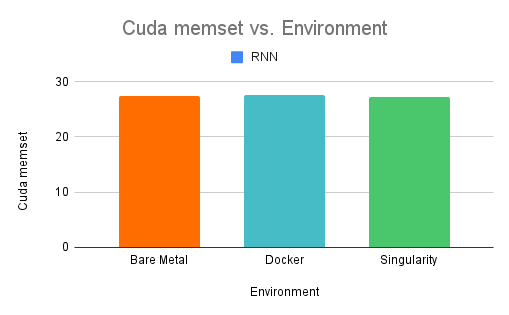 Cuda memset vs. Environment
RNN
Cuda memset
30
20
10
0
Bare Metal
Docker
Singularity
Environment